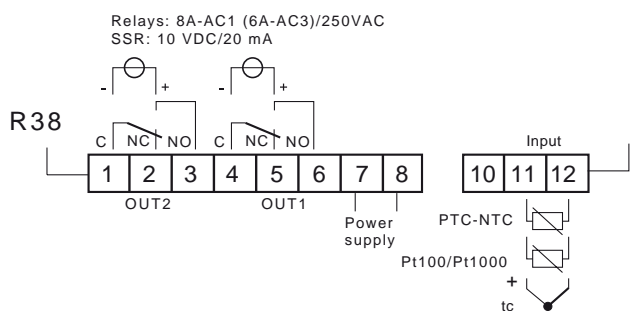 Relays: 8A-AC1 (6A-AC3)/250VAC
SSR: 10 VDC/20 mA
- + - +
R38
C NC NO C NC NO
Input
1 2 3 4 5 6 7 8 10 11 12
OUT2 OUT1
Power
supply
PTC-NTC
Pt100/Pt1000
+
tc